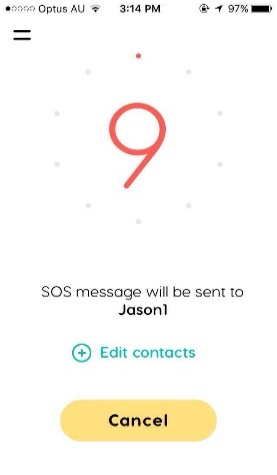 Optus AU 3:14 PM 97%
9
SOS message will be sent to
Jason1
Edit contacts
Cancel